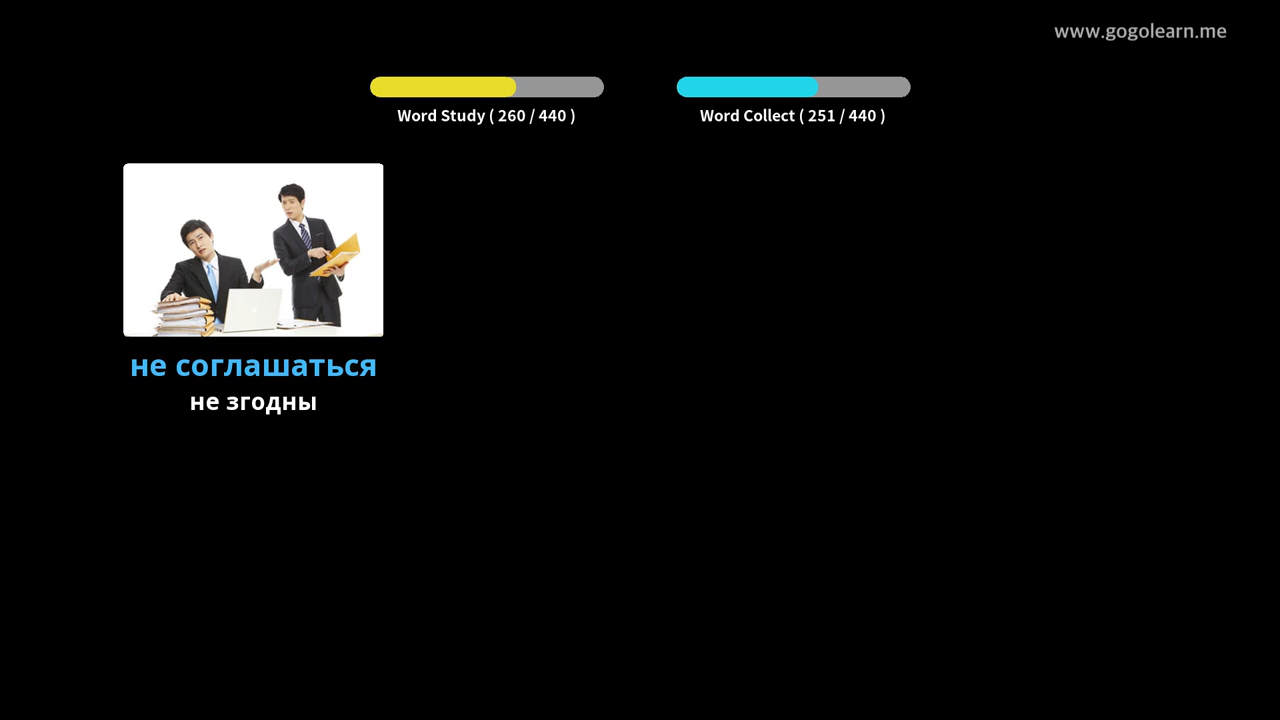 www.gogolearn.me
Word Study ( 260 / 440 )
Word Collect ( 251 / 440 )
не соглашаться
не згодны